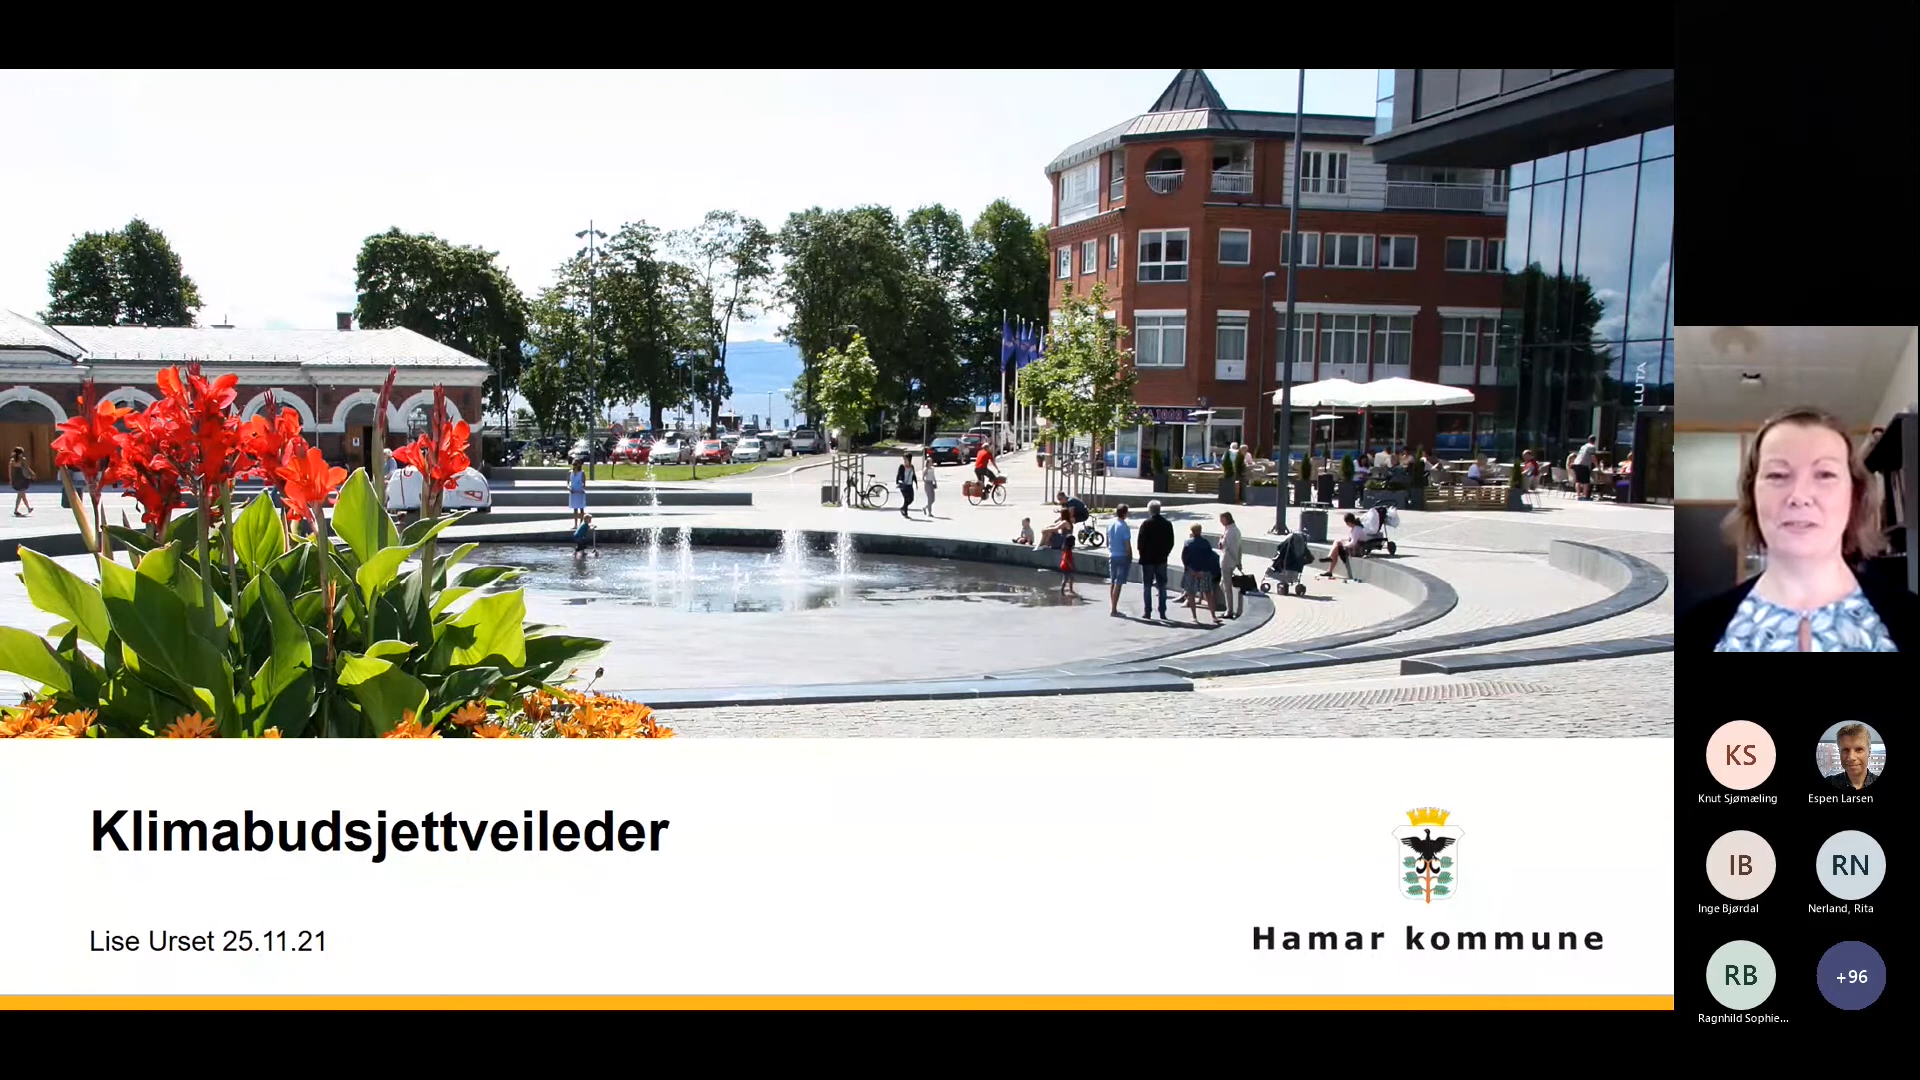 LUTA
Klimabudsjettveileder
Lise Urset 25.11.21
Hamar kommune
KS
Knut Sjømæling
Espen Larsen
IB
Inge Bjørdal
RN
Nerland, Rita
RB
Ragnhild Sophie...
+96